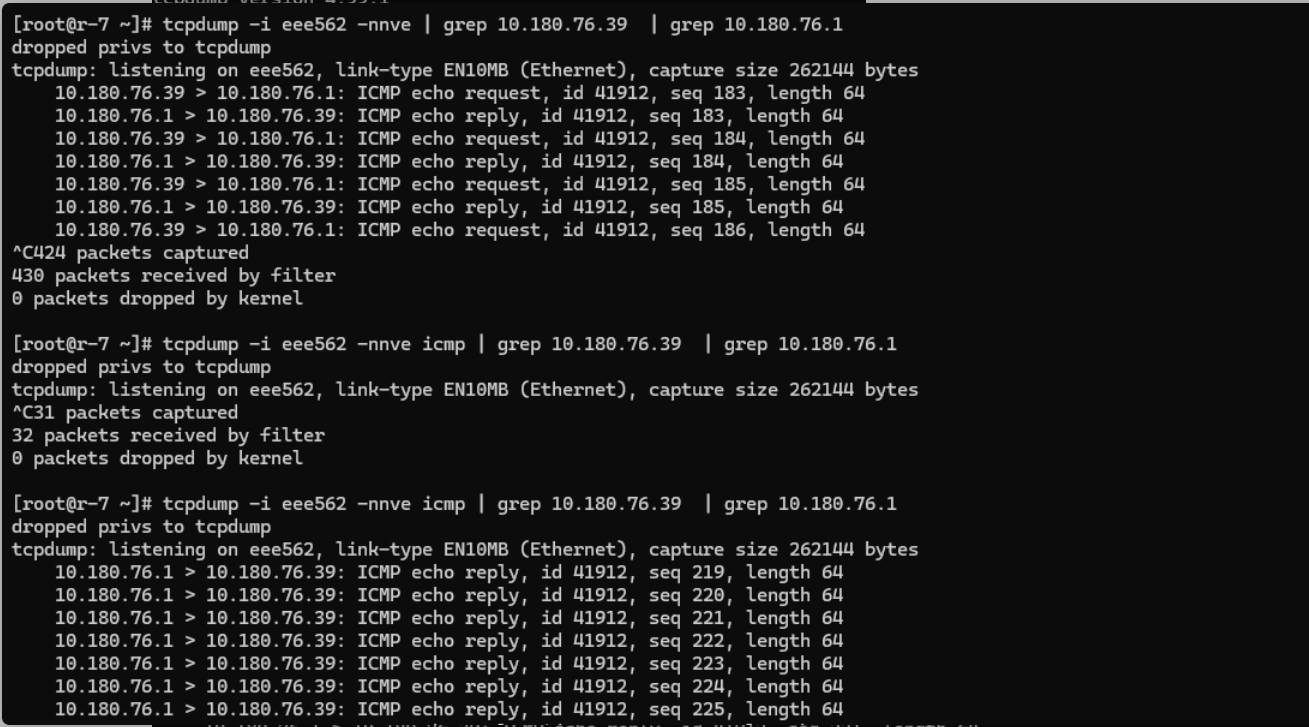 [root@r-7 ~]# tcpdump -i eee562 -nnve | grep 10.180.76.39  | grep 10.180.76.1
dropped privs to tcpdump
tcpdump: listening on eee562, link-type EN10MB (Ethernet), capture size 262144 bytes
    10.180.76.39 > 10.180.76.1: ICMP echo request, id 41912, seq 183, length 64
    10.180.76.1 > 10.180.76.39: ICMP echo reply, id 41912, seq 183, length 64
    10.180.76.39 > 10.180.76.1: ICMP echo request, id 41912, seq 184, length 64
    10.180.76.1 > 10.180.76.39: ICMP echo reply, id 41912, seq 184, length 64
    10.180.76.39 > 10.180.76.1: ICMP echo request, id 41912, seq 185, length 64
    10.180.76.1 > 10.180.76.39: ICMP echo reply, id 41912, seq 185, length 64
    10.180.76.39 > 10.180.76.1: ICMP echo request, id 41912, seq 186, length 64
^C424 packets captured
430 packets received by filter
0 packets dropped by kernel

[root@r-7 ~]# tcpdump -i eee562 -nnve icmp | grep 10.180.76.39  | grep 10.180.76.1
dropped privs to tcpdump
tcpdump: listening on eee562, link-type EN10MB (Ethernet), capture size 262144 bytes
^C31 packets captured
32 packets received by filter
0 packets dropped by kernel

[root@r-7 ~]# tcpdump -i eee562 -nnve icmp | grep 10.180.76.39  | grep 10.180.76.1
dropped privs to tcpdump
tcpdump: listening on eee562, link-type EN10MB (Ethernet), capture size 262144 bytes
    10.180.76.1 > 10.180.76.39: ICMP echo reply, id 41912, seq 219, length 64
    10.180.76.1 > 10.180.76.39: ICMP echo reply, id 41912, seq 220, length 64
    10.180.76.1 > 10.180.76.39: ICMP echo reply, id 41912, seq 221, length 64
    10.180.76.1 > 10.180.76.39: ICMP echo reply, id 41912, seq 222, length 64
    10.180.76.1 > 10.180.76.39: ICMP echo reply, id 41912, seq 223, length 64
    10.180.76.1 > 10.180.76.39: ICMP echo reply, id 41912, seq 224, length 64
    10.180.76.1 > 10.180.76.39: ICMP echo reply, id 41912, seq 225, length 64